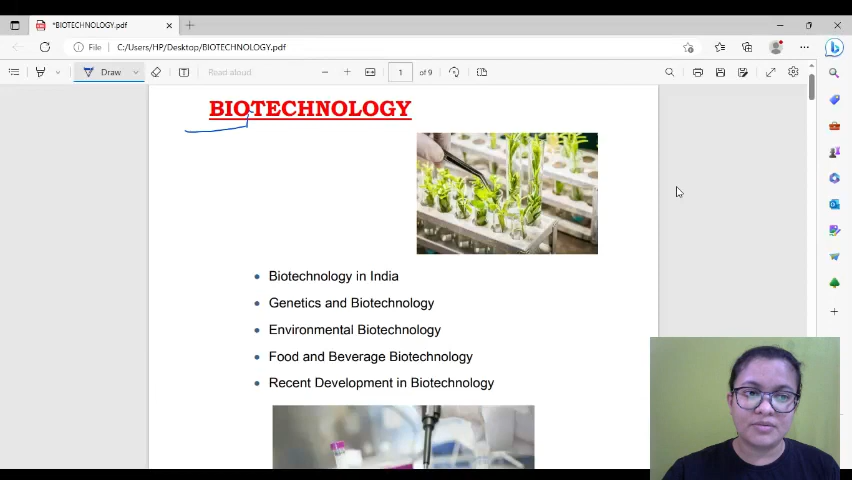 *BIOTECHNOLOGY.pdf
File
C:/Users/HP/Desktop/BIOTECHNOLOGY.pdf
Draw
Read aloud
1 of 9
BIOTECHNOLOGY
• Biotechnology in India
• Genetics and Biotechnology
• Environmental Biotechnology
• Food and Beverage Biotechnology
• Recent Development in Biotechnology